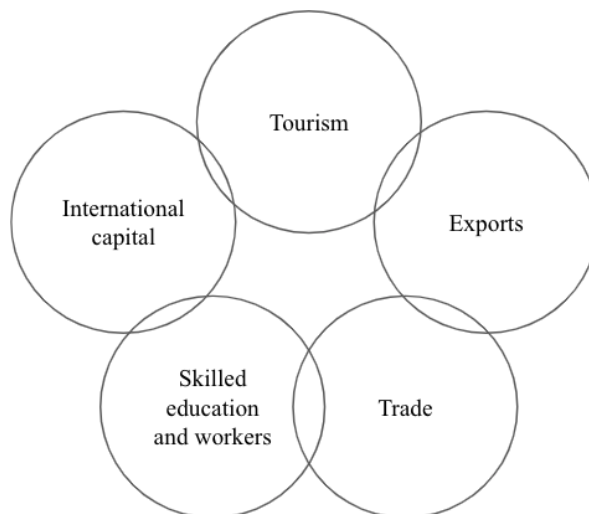 Tourism
International
capital
Exports
Skilled
education
and workers
Trade